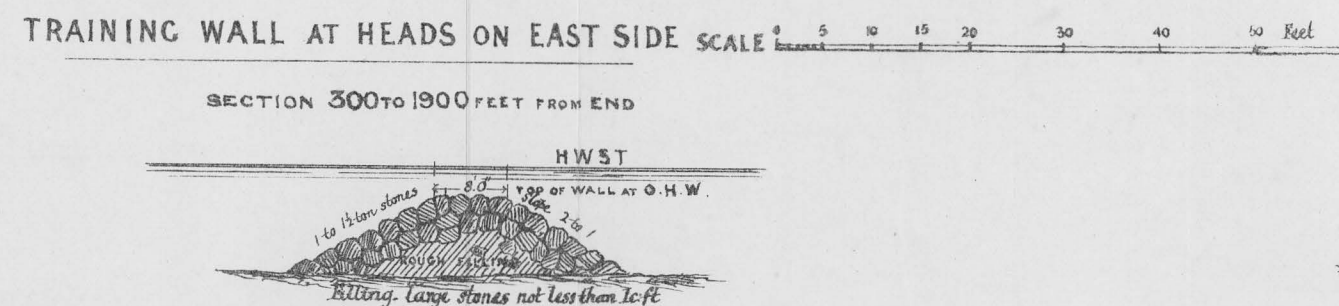 TRAINING WALL AT HEADS ON EAST SIDE SCALE 0 5 10 15 20 30 40 50 Feet
SECTION 300 TO 1900 FEET FROM END
HWST
8'.0" TOP OF WALL AT O.H.W.
1 to 1½ ton stones
Slope 2 to 1
ROUGH FILLING
Filling. large stones not less than 1c:ft